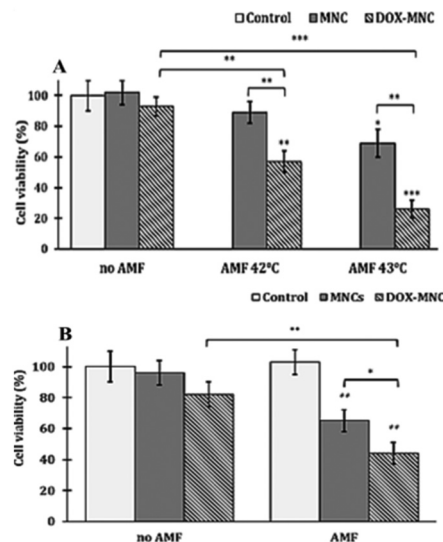 Control MNC DOX-MNC
A
***
**
** **
* **
***
Cell viability (%)
100
80
60
40
20
0
no AMF AMF 42°C AMF 43°C
Control MNCs DOX-MNC
B
**
*
## ##
Cell viability (%)
100
80
60
40
20
0
no AMF AMF